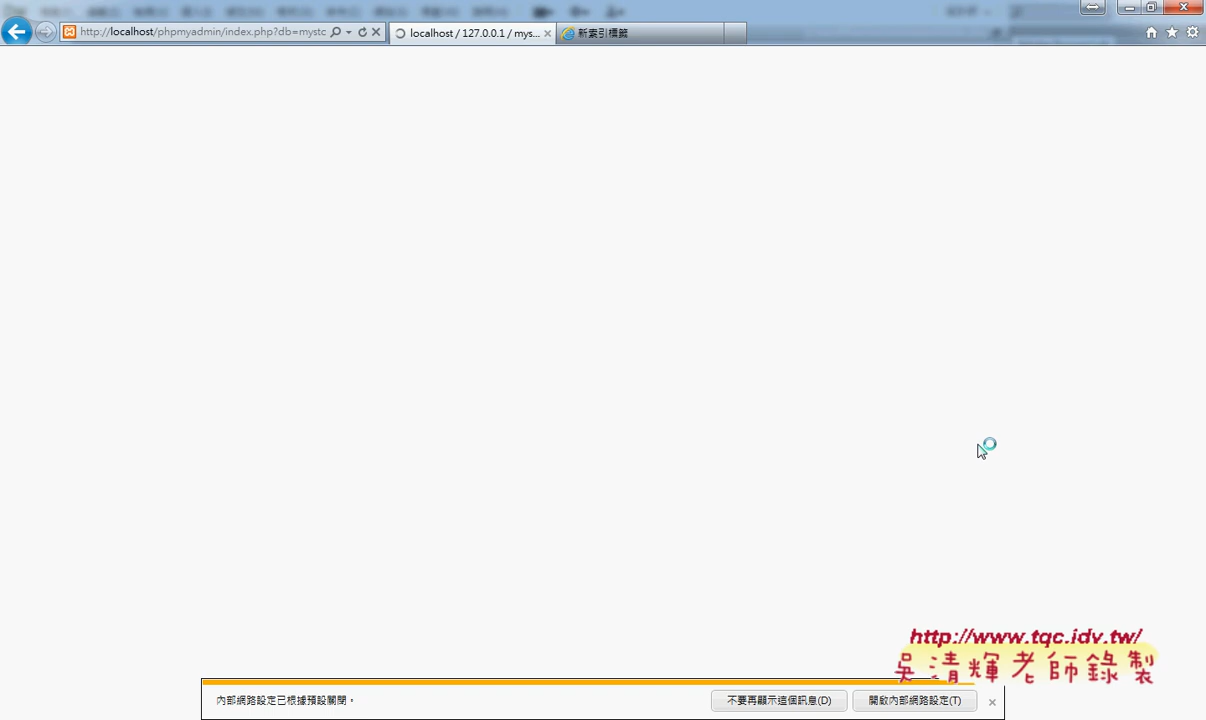 http://localhost/phpmyadmin/index.php?db=mystc
localhost / 127.0.0.1 / mys...
新索引標籤
http://www.tqc.idv.tw/
吳清輝老師錄製
內部網路設定已根據預設關閉。
不要再顯示這個訊息(D)
開啟內部網路設定(T)